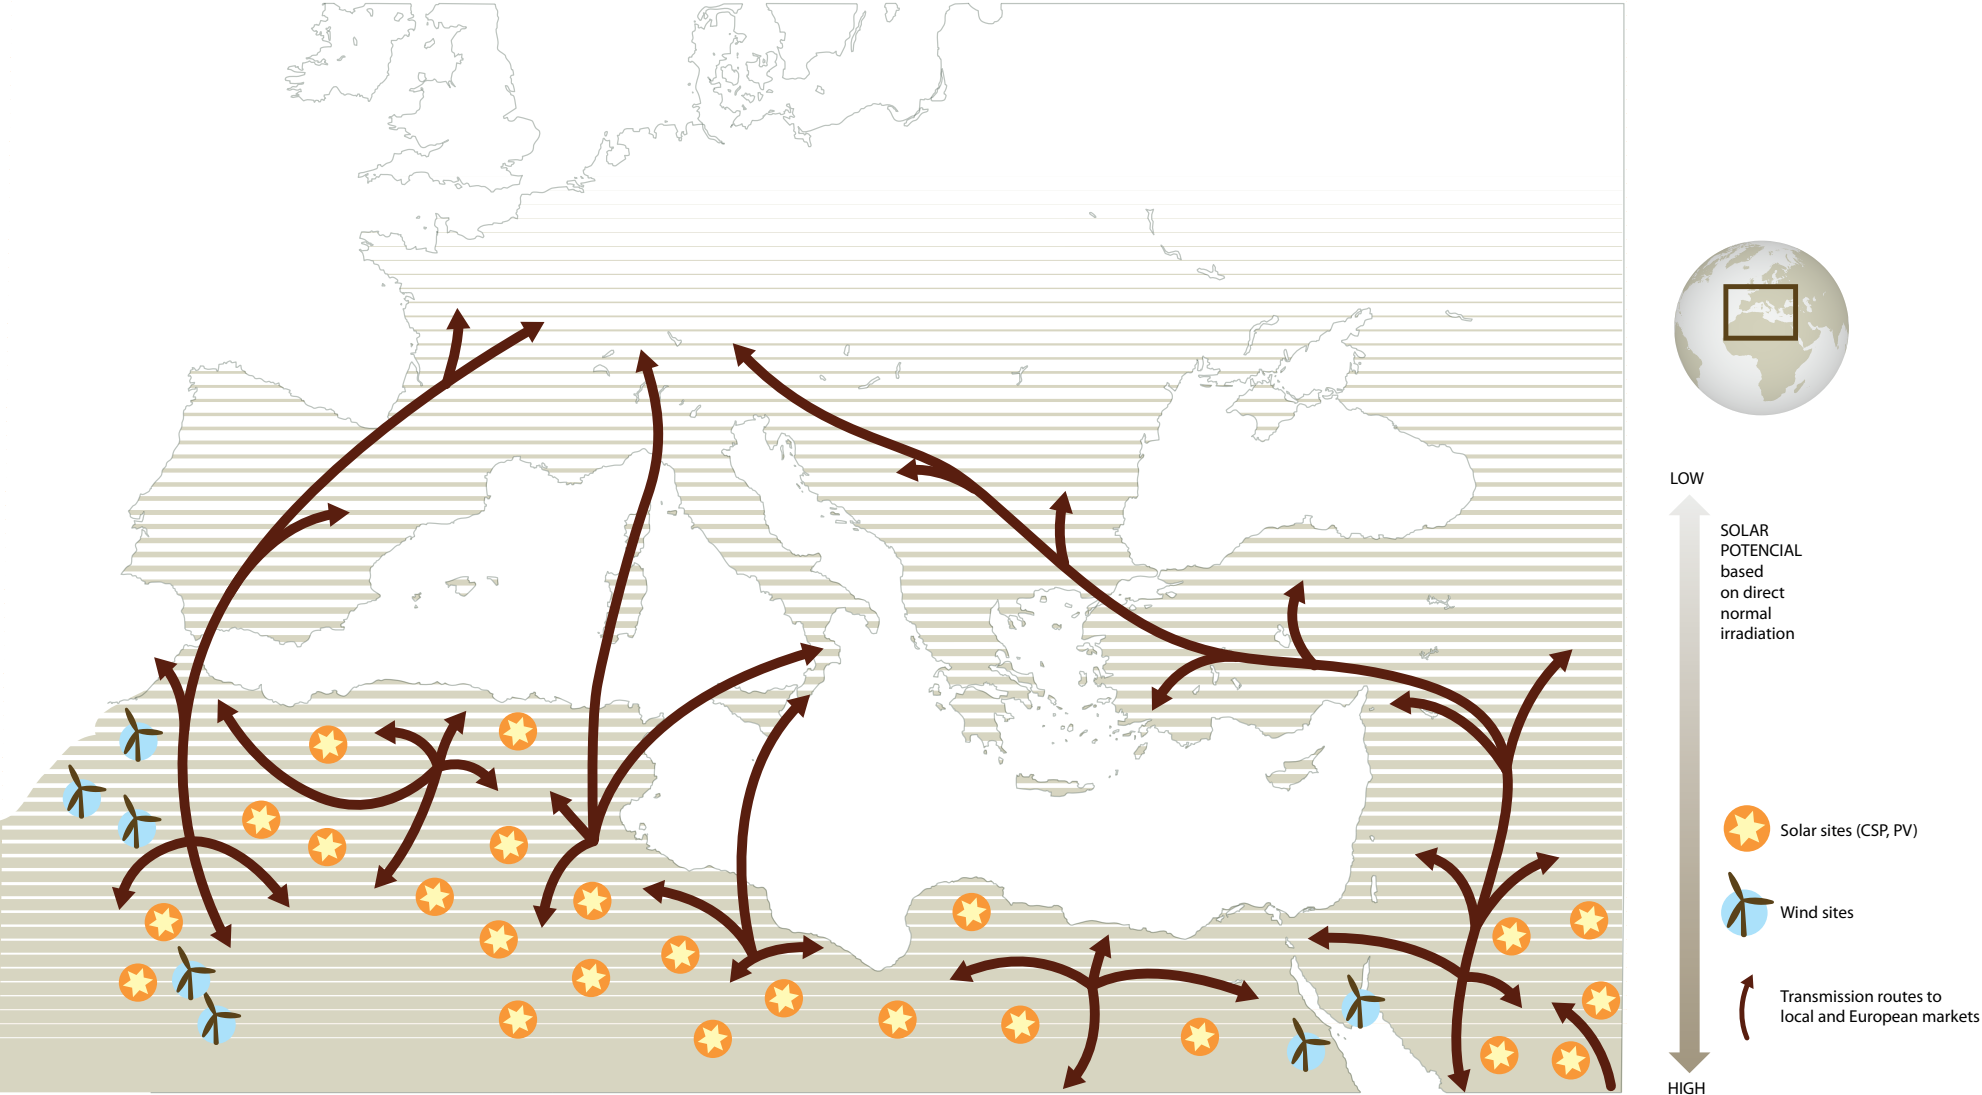 LOW
SOLAR
POTENCIAL
based
on direct
normal
irradiation
Solar sites (CSP, PV)
Wind sites
Transmission routes to
local and European markets
HIGH